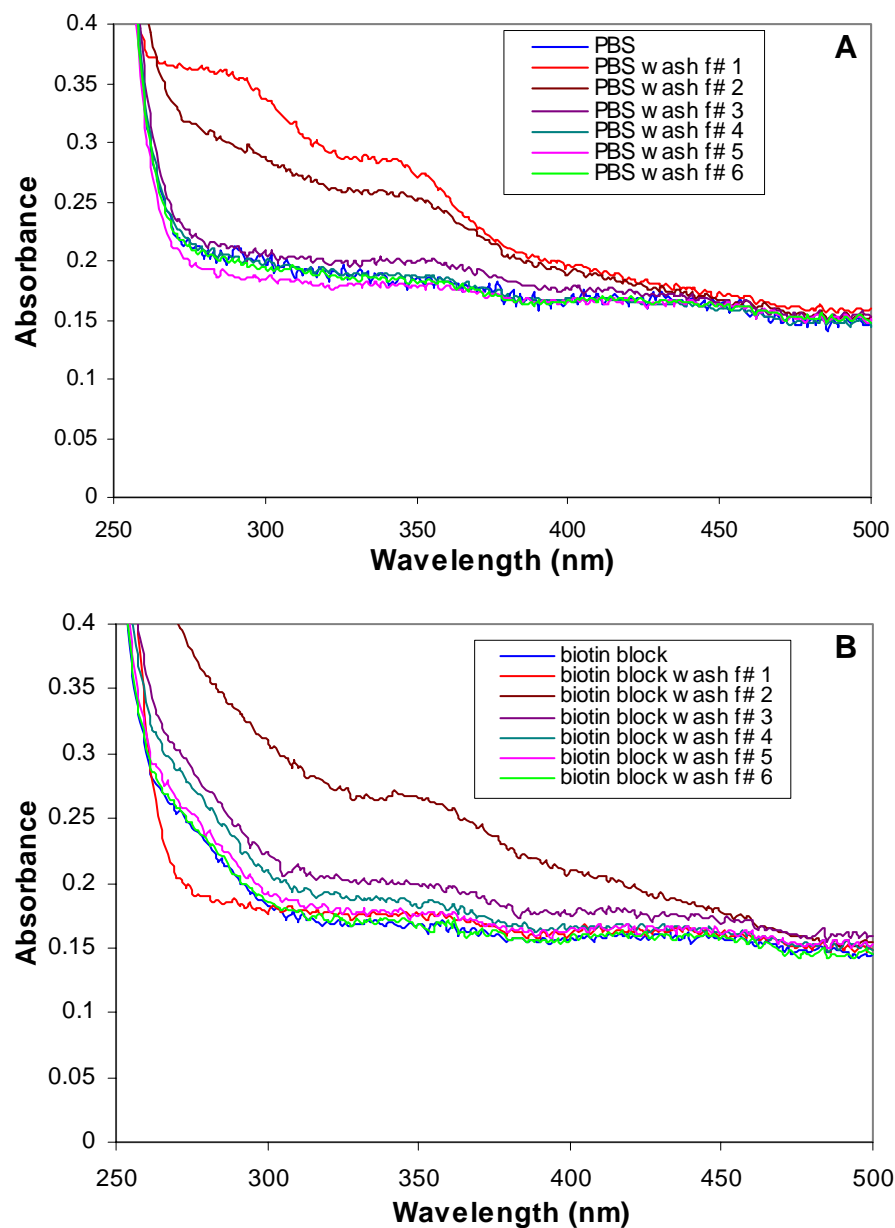 A
0.4
0.35
0.3
0.25
0.2
0.15
0.1
0.05
0
Absorbance
PBS
PBS wash f# 1
PBS wash f# 2
PBS wash f# 3
PBS wash f# 4
PBS wash f# 5
PBS wash f# 6
250 300 350 400 450 500
Wavelength (nm)
B
0.4
0.35
0.3
0.25
0.2
0.15
0.1
0.05
0
Absorbance
biotin block
biotin block wash f# 1
biotin block wash f# 2
biotin block wash f# 3
biotin block wash f# 4
biotin block wash f# 5
biotin block wash f# 6
250 300 350 400 450 500
Wavelength (nm)